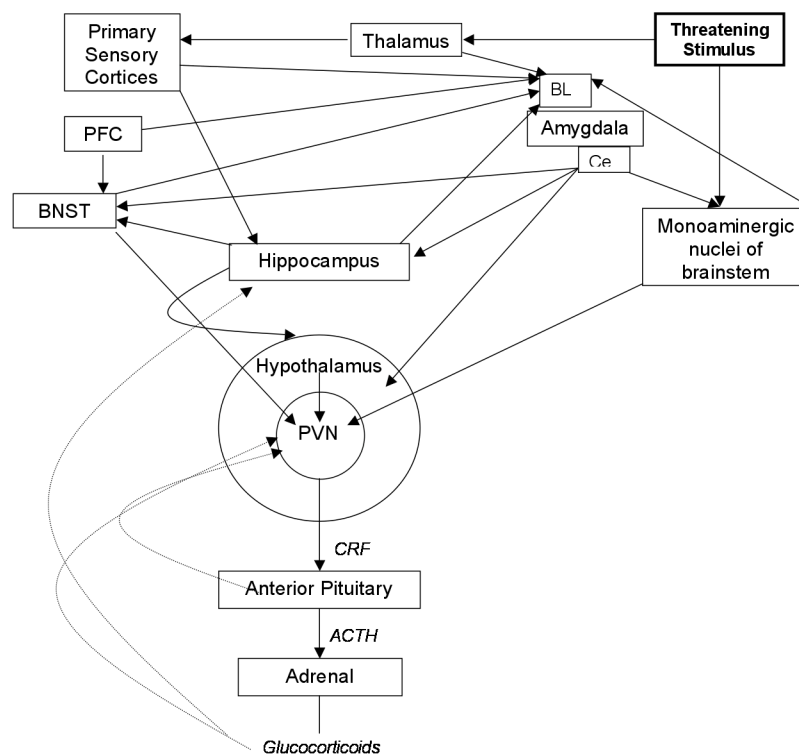 Primary
Sensory
Cortices
Thalamus
Threatening
Stimulus
BL
PFC
Amygdala
Ce
BNST
Monoaminergic
nuclei of
brainstem
Hippocampus
Hypothalamus
PVN
CRF
Anterior Pituitary
ACTH
Adrenal
Glucocorticoids